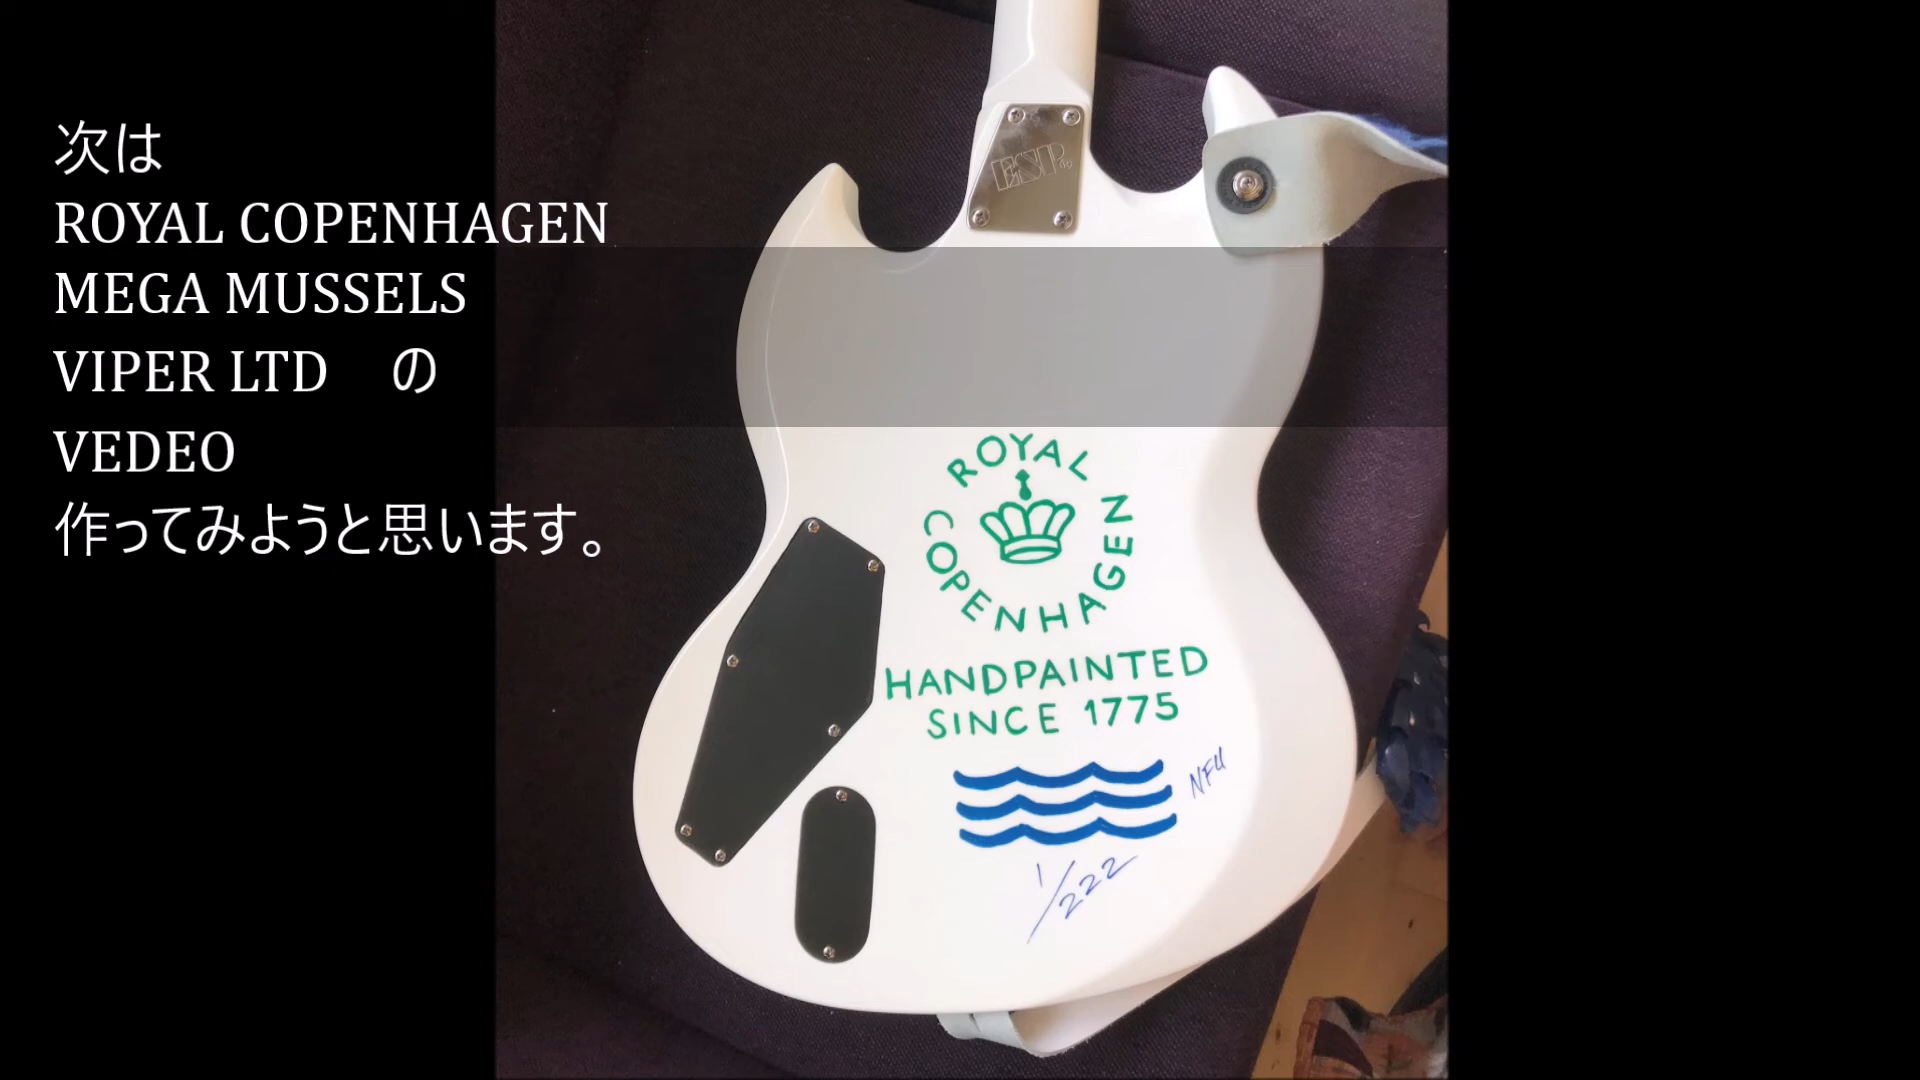 次は
ROYAL COPENHAGEN
MEGA MUSSELS
VIPER LTD の
VEDEO
作ってみようと思います。
ESP
ROYAL
COPENHAGEN
HANDPAINTED
SINCE 1775
NFU
1/222